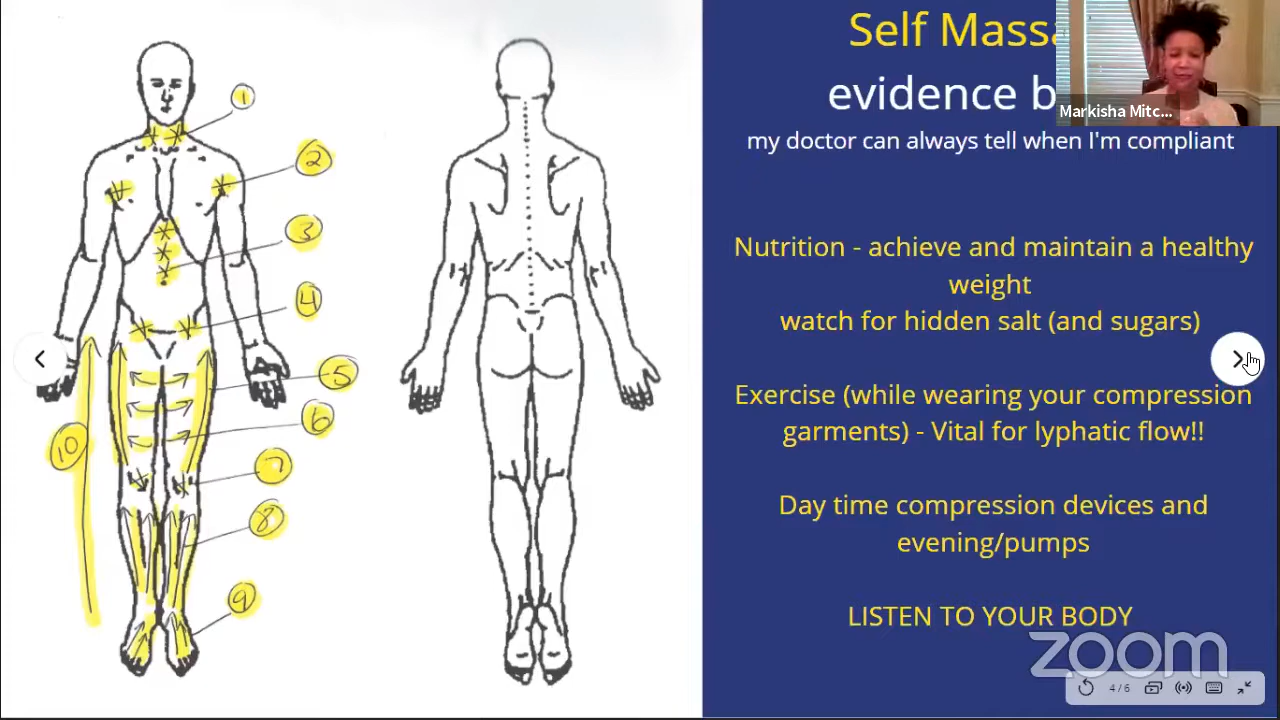 1
2
3
4
5
6
7
8
9
10
Self Mass
evidence b
Markisha Mitc...
my doctor can always tell when I'm compliant
Nutrition - achieve and maintain a healthy
weight
watch for hidden salt (and sugars)
Exercise (while wearing your compression
garments) - Vital for lyphatic flow!!
Day time compression devices and
evening/pumps
LISTEN TO YOUR BODY
zoom
4/6